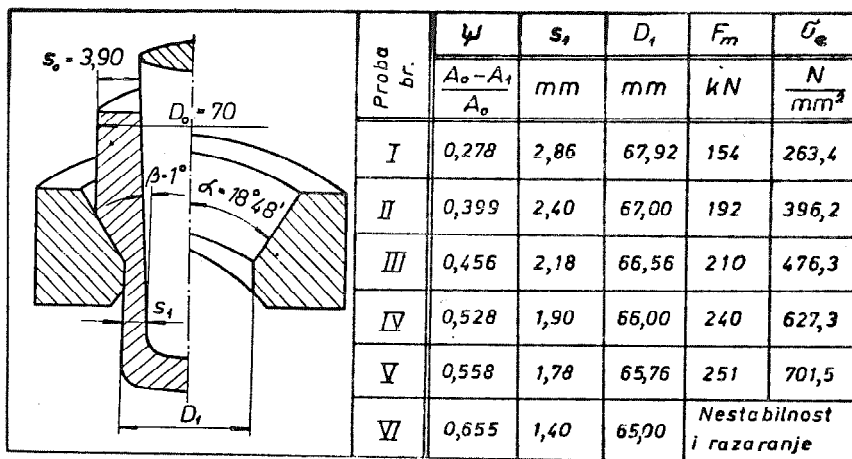 s₀ = 3,90
D₀ = 70
β-1°
α = 18°48'
s₁
D₁
Proba br. | ψ | s₁ | D₁ | Fm | σe
A₀-A₁/A₀ | mm | mm | kN | N/mm²
I | 0,278 | 2,86 | 67,92 | 154 | 263,4
II | 0,399 | 2,40 | 67,00 | 192 | 396,2
III | 0,456 | 2,18 | 66,56 | 210 | 476,3
IV | 0,528 | 1,90 | 66,00 | 240 | 627,3
V | 0,558 | 1,78 | 65,76 | 251 | 701,5
VI | 0,655 | 1,40 | 65,00 | Nestabilnost
i razaranje